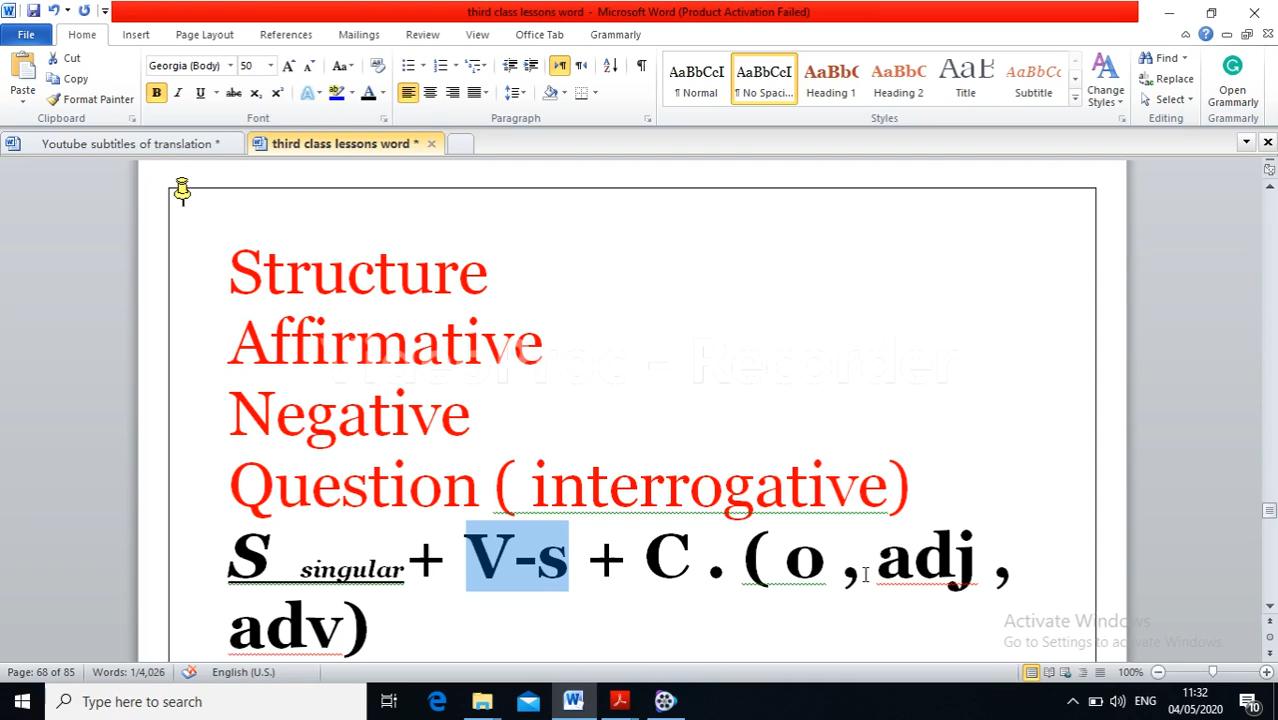 third class lessons word - Microsoft Word (Product Activation Failed)
File Home Insert Page Layout References Mailings Review View Office Tab Grammarly
Cut
Copy
Format Painter
Paste
Clipboard
Georgia (Body) 50
Font
Paragraph
AaBbCcI AaBbCcI AaBbC AaBbC AaB AaBbCcI
¶ Normal ¶ No Spaci... Heading 1 Heading 2 Title Subtitle
Change
Styles
Styles
Find
Replace
Select
Editing
Open
Grammarly
Grammarly
Youtube subtitles of translation * third class lessons word *
Structure
Affirmative
Negative
Question ( interrogative)
S singular + V-s + C . ( o , adj ,
adv)
VideoProc - Recorder
Activate Windows
Go to Settings to activate Windows.
Page: 68 of 85 Words: 1/4,026 English (U.S.) 100%
Type here to search
ENG
11:32
04/05/2020
10